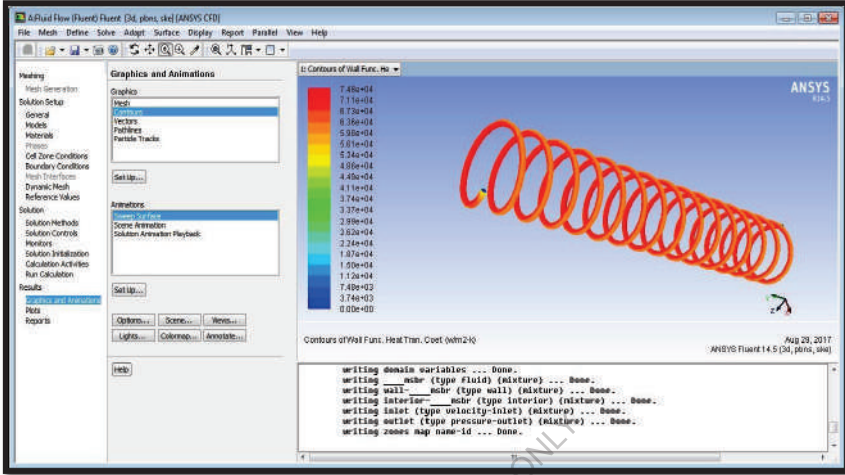 A:Fluid Flow (Fluent) Fluent [3d, pbns, ske] [ANSYS CFD]
File Mesh Define Solve Adapt Surface Display Report Parallel View Help
Meshing
Mesh Generation
Solution Setup
General
Models
Materials
Phases
Cell Zone Conditions
Boundary Conditions
Mesh Interfaces
Dynamic Mesh
Reference Values
Solution
Solution Methods
Solution Controls
Monitors
Solution Initialization
Calculation Activities
Run Calculation
Results
Graphics and Animations
Plots
Reports
Graphics and Animations
Graphics
Mesh
Contours
Vectors
Pathlines
Particle Tracks
Set Up...
Animations
Sweep Surface
Scene Animation
Solution Animation Playback
Set Up...
Options... Scene... Views...
Lights... Colormap... Annotate...
Help
1: Contours of Wall Func. He
7.48e+04
7.11e+04
6.73e+04
6.36e+04
5.98e+04
5.61e+04
5.24e+04
4.86e+04
4.49e+04
4.11e+04
3.74e+04
3.37e+04
2.99e+04
2.62e+04
2.24e+04
1.87e+04
1.50e+04
1.12e+04
7.48e+03
3.74e+03
0.00e+00
ANSYS
R14.5
Contours of Wall Func. Heat Tran. Coef. (w/m2-k)
Aug 29, 2017
ANSYS Fluent 14.5 (3d, pbns, ske)
writing domain variables ... Done.
writing ____msbr (type fluid) (mixture) ... Done.
writing wall-____msbr (type wall) (mixture) ... Done.
writing interior-____msbr (type interior) (mixture) ... Done.
writing inlet (type velocity-inlet) (mixture) ... Done.
writing outlet (type pressure-outlet) (mixture) ... Done.
writing zones map name-id ... Done.
ONLY